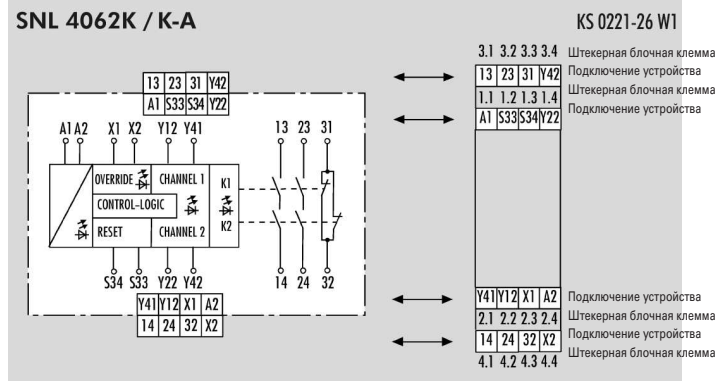 SNL 4062K / K-A
KS 0221-26 W1
3.1 3.2 3.3 3.4 Штекерная блочная клемма
13 23 31 Y42 Подключение устройства
1.1 1.2 1.3 1.4 Штекерная блочная клемма
A1 S33 S34 Y22 Подключение устройства
13 23 31 Y42
A1 S33 S34 Y22
A1 A2 X1 X2 Y12 Y41 13 23 31
OVERRIDE CHANNEL 1 K1
CONTROL-LOGIC
RESET CHANNEL 2 K2
S34 S33 Y22 Y42 14 24 32
Y41 Y12 X1 A2
14 24 32 X2
Y41 Y12 X1 A2 Подключение устройства
2.1 2.2 2.3 2.4 Штекерная блочная клемма
14 24 32 X2 Подключение устройства
4.1 4.2 4.3 4.4 Штекерная блочная клемма